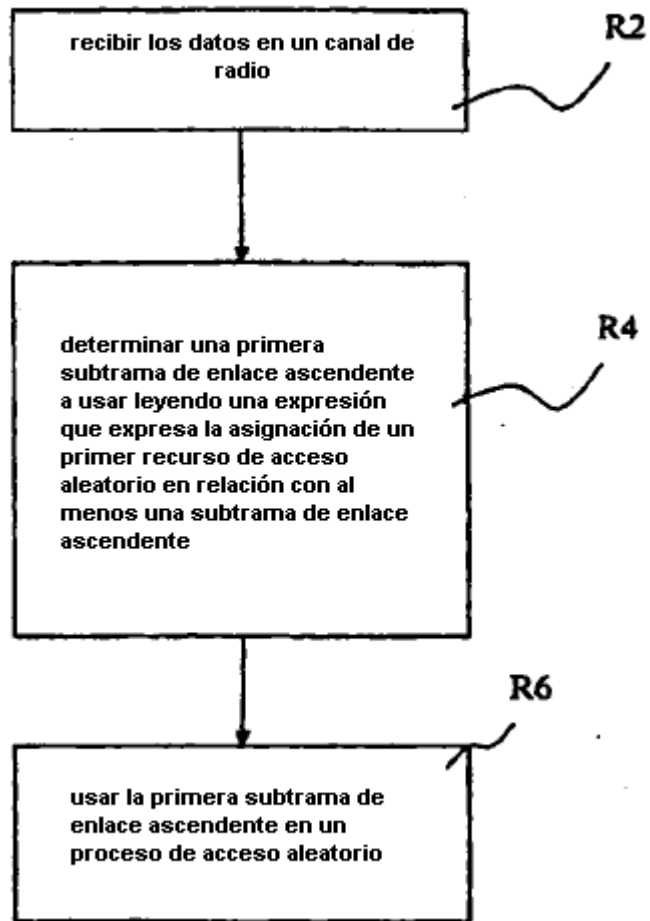 recibir los datos en un canal de
radio
R2
determinar una primera
subtrama de enlace ascendente
a usar leyendo una expresión
que expresa la asignación de un
primer recurso de acceso
aleatorio en relación con al
menos una subtrama de enlace
ascendente
R4
R6
usar la primera subtrama de
enlace ascendente en un
proceso de acceso aleatorio